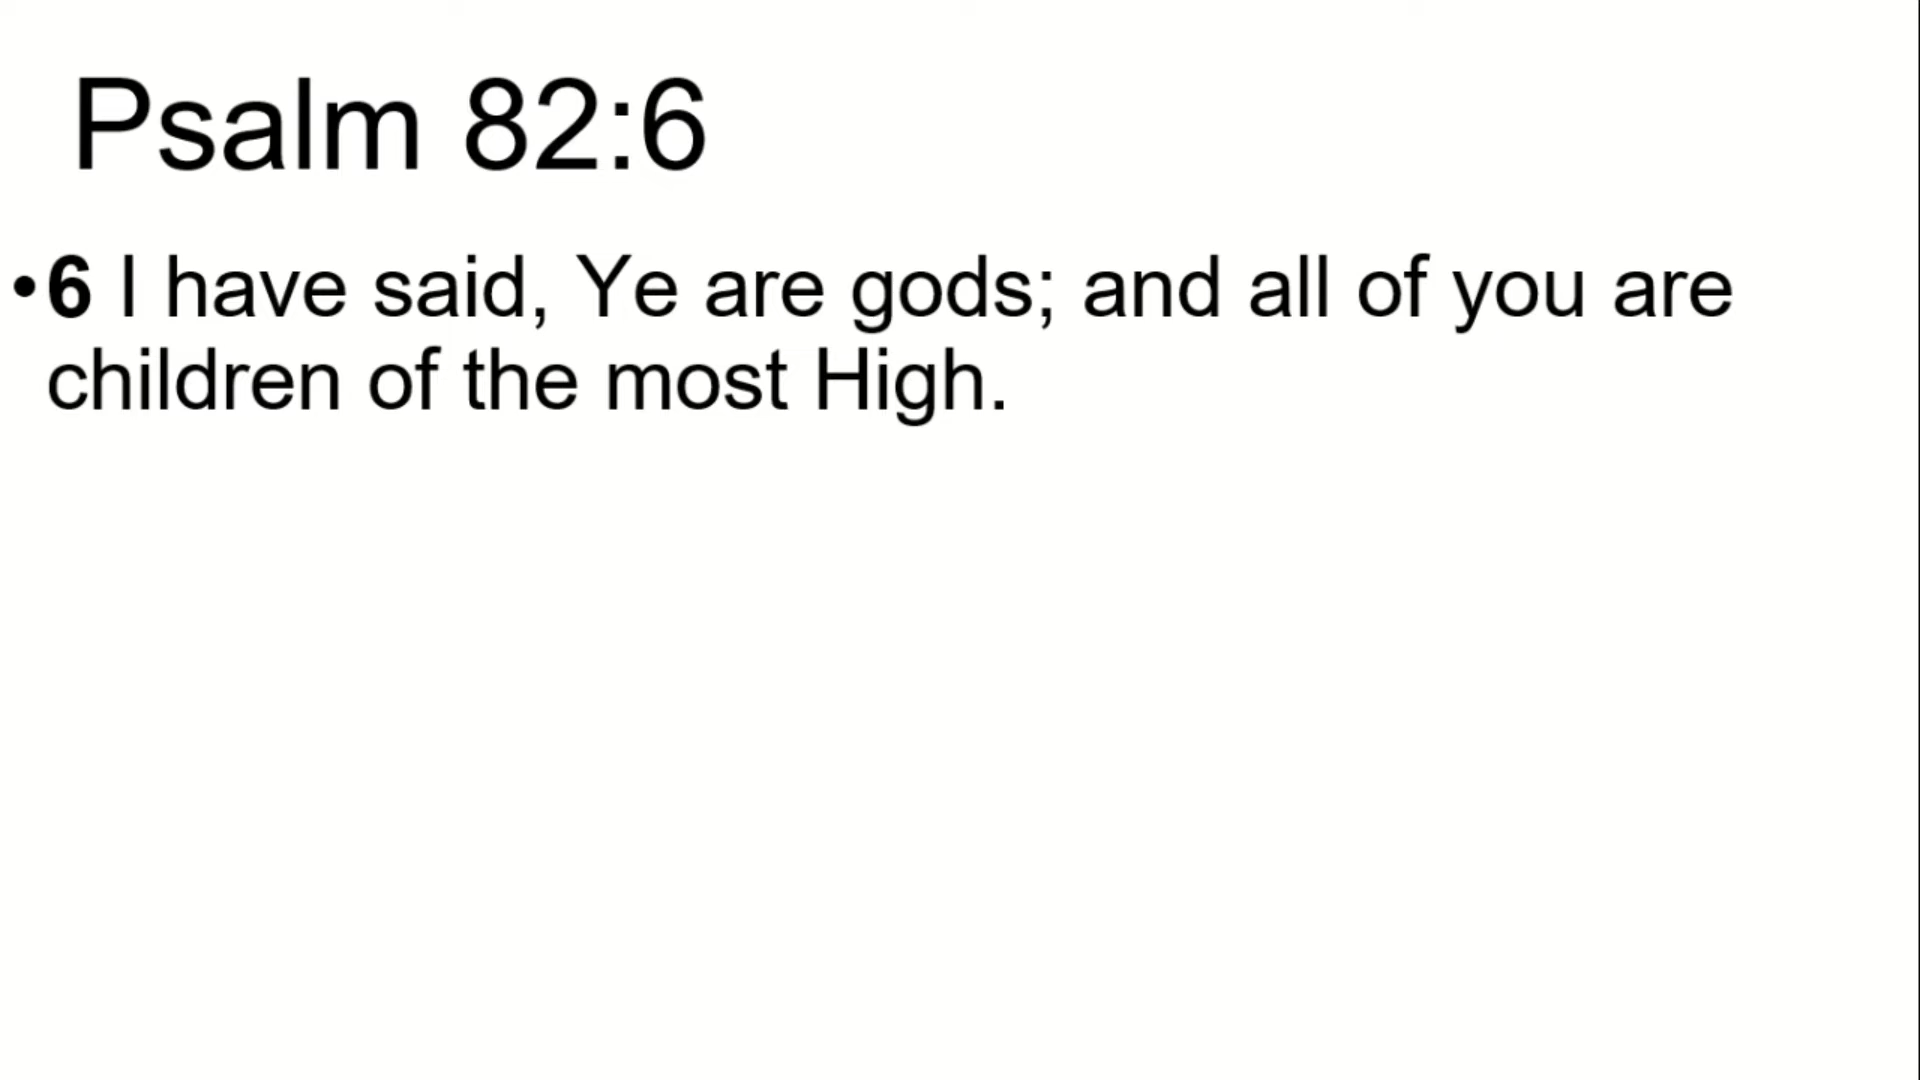 Psalm 82:6
•6 I have said, Ye are gods; and all of you are
children of the most High.